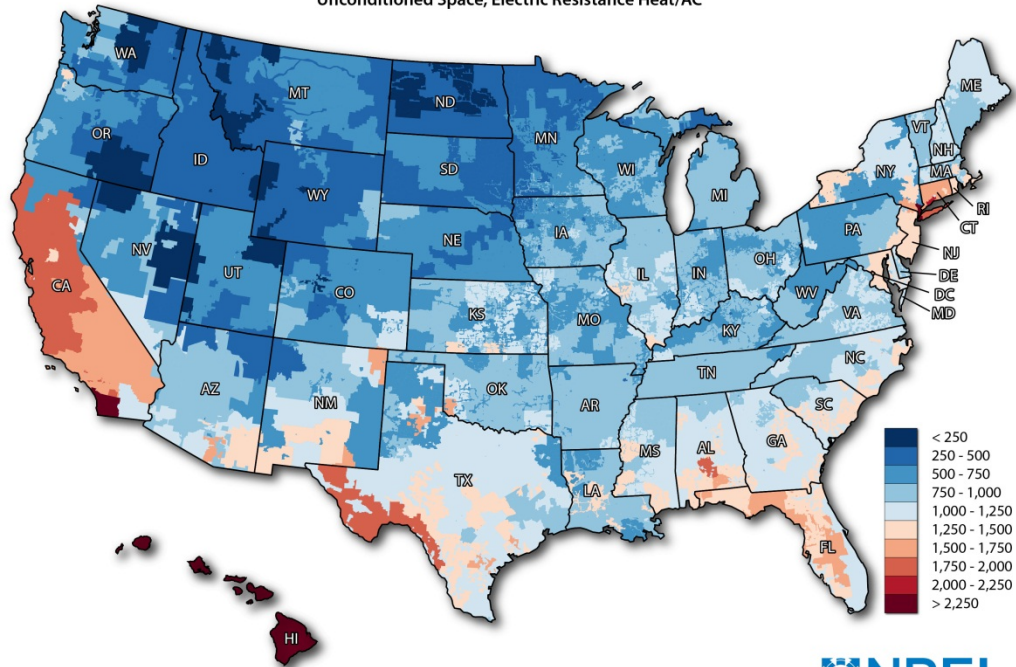 Unconditioned Space, Electric Resistance Heat/AC
WA
MT
ND
ME
OR
ID
MN
VT
NH
SD
WI
NY
MA
WY
MI
RI
CT
NV
NE
IA
PA
NJ
UT
IL
IN
OH
DE
CA
CO
WV
DC
MD
KS
MO
KY
VA
NC
TN
AZ
NM
OK
AR
SC
MS
AL
GA
TX
LA
FL
HI
< 250
250 - 500
500 - 750
750 - 1,000
1,000 - 1,250
1,250 - 1,500
1,500 - 1,750
1,750 - 2,000
2,000 - 2,250
> 2,250
NREL